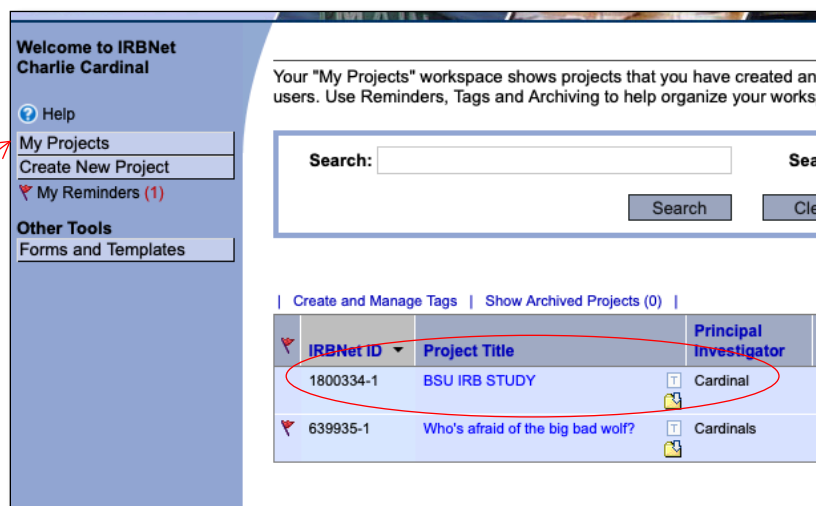 Welcome to IRBNet
Charlie Cardinal
Help
My Projects
Create New Project
My Reminders (1)
Other Tools
Forms and Templates
Your "My Projects" workspace shows projects that you have created an
users. Use Reminders, Tags and Archiving to help organize your works
Search: Sea
Search Cle
| Create and Manage Tags | Show Archived Projects (0) |
IRBNet ID Project Title Principal Investigator
1800334-1 BSU IRB STUDY T Cardinal
639935-1 Who's afraid of the big bad wolf? T Cardinals